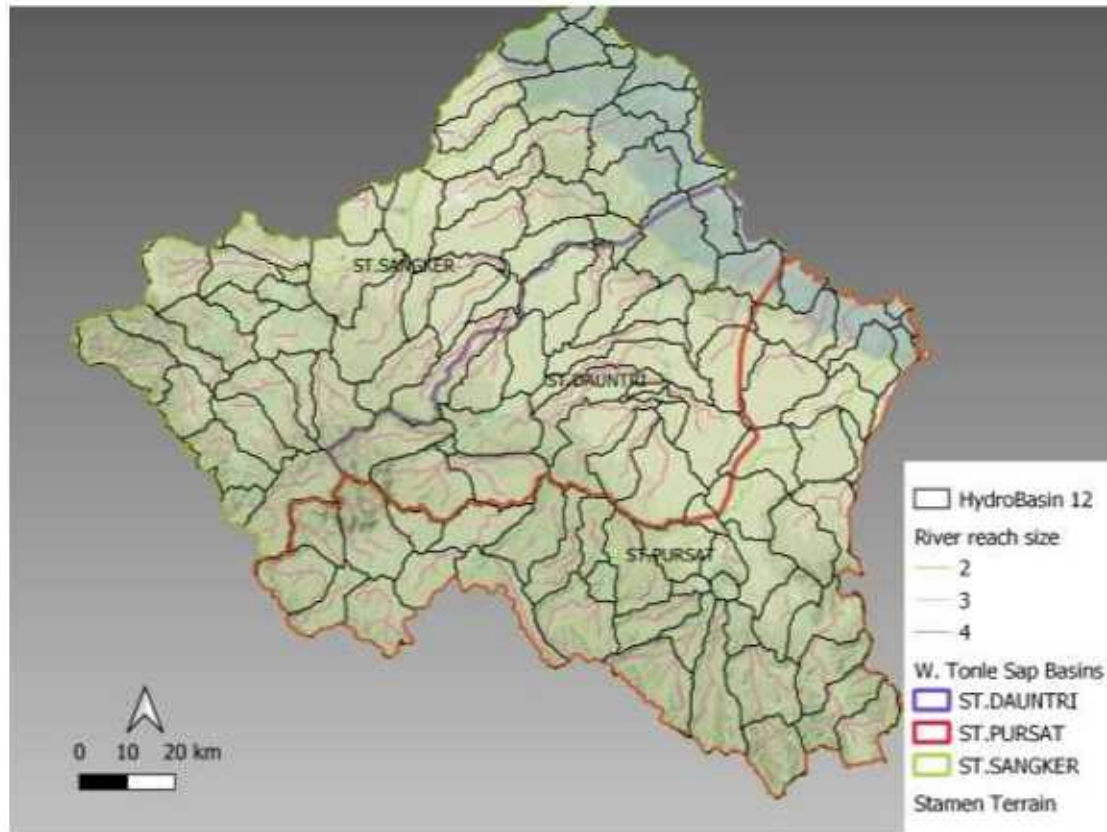 ST.SANGKER
ST.DAUNTRI
ST.PURSAT
0 10 20 km
HydroBasin 12
River reach size
2
3
4
W. Tonle Sap Basins
ST.DAUNTRI
ST.PURSAT
ST.SANGKER
Stamen Terrain